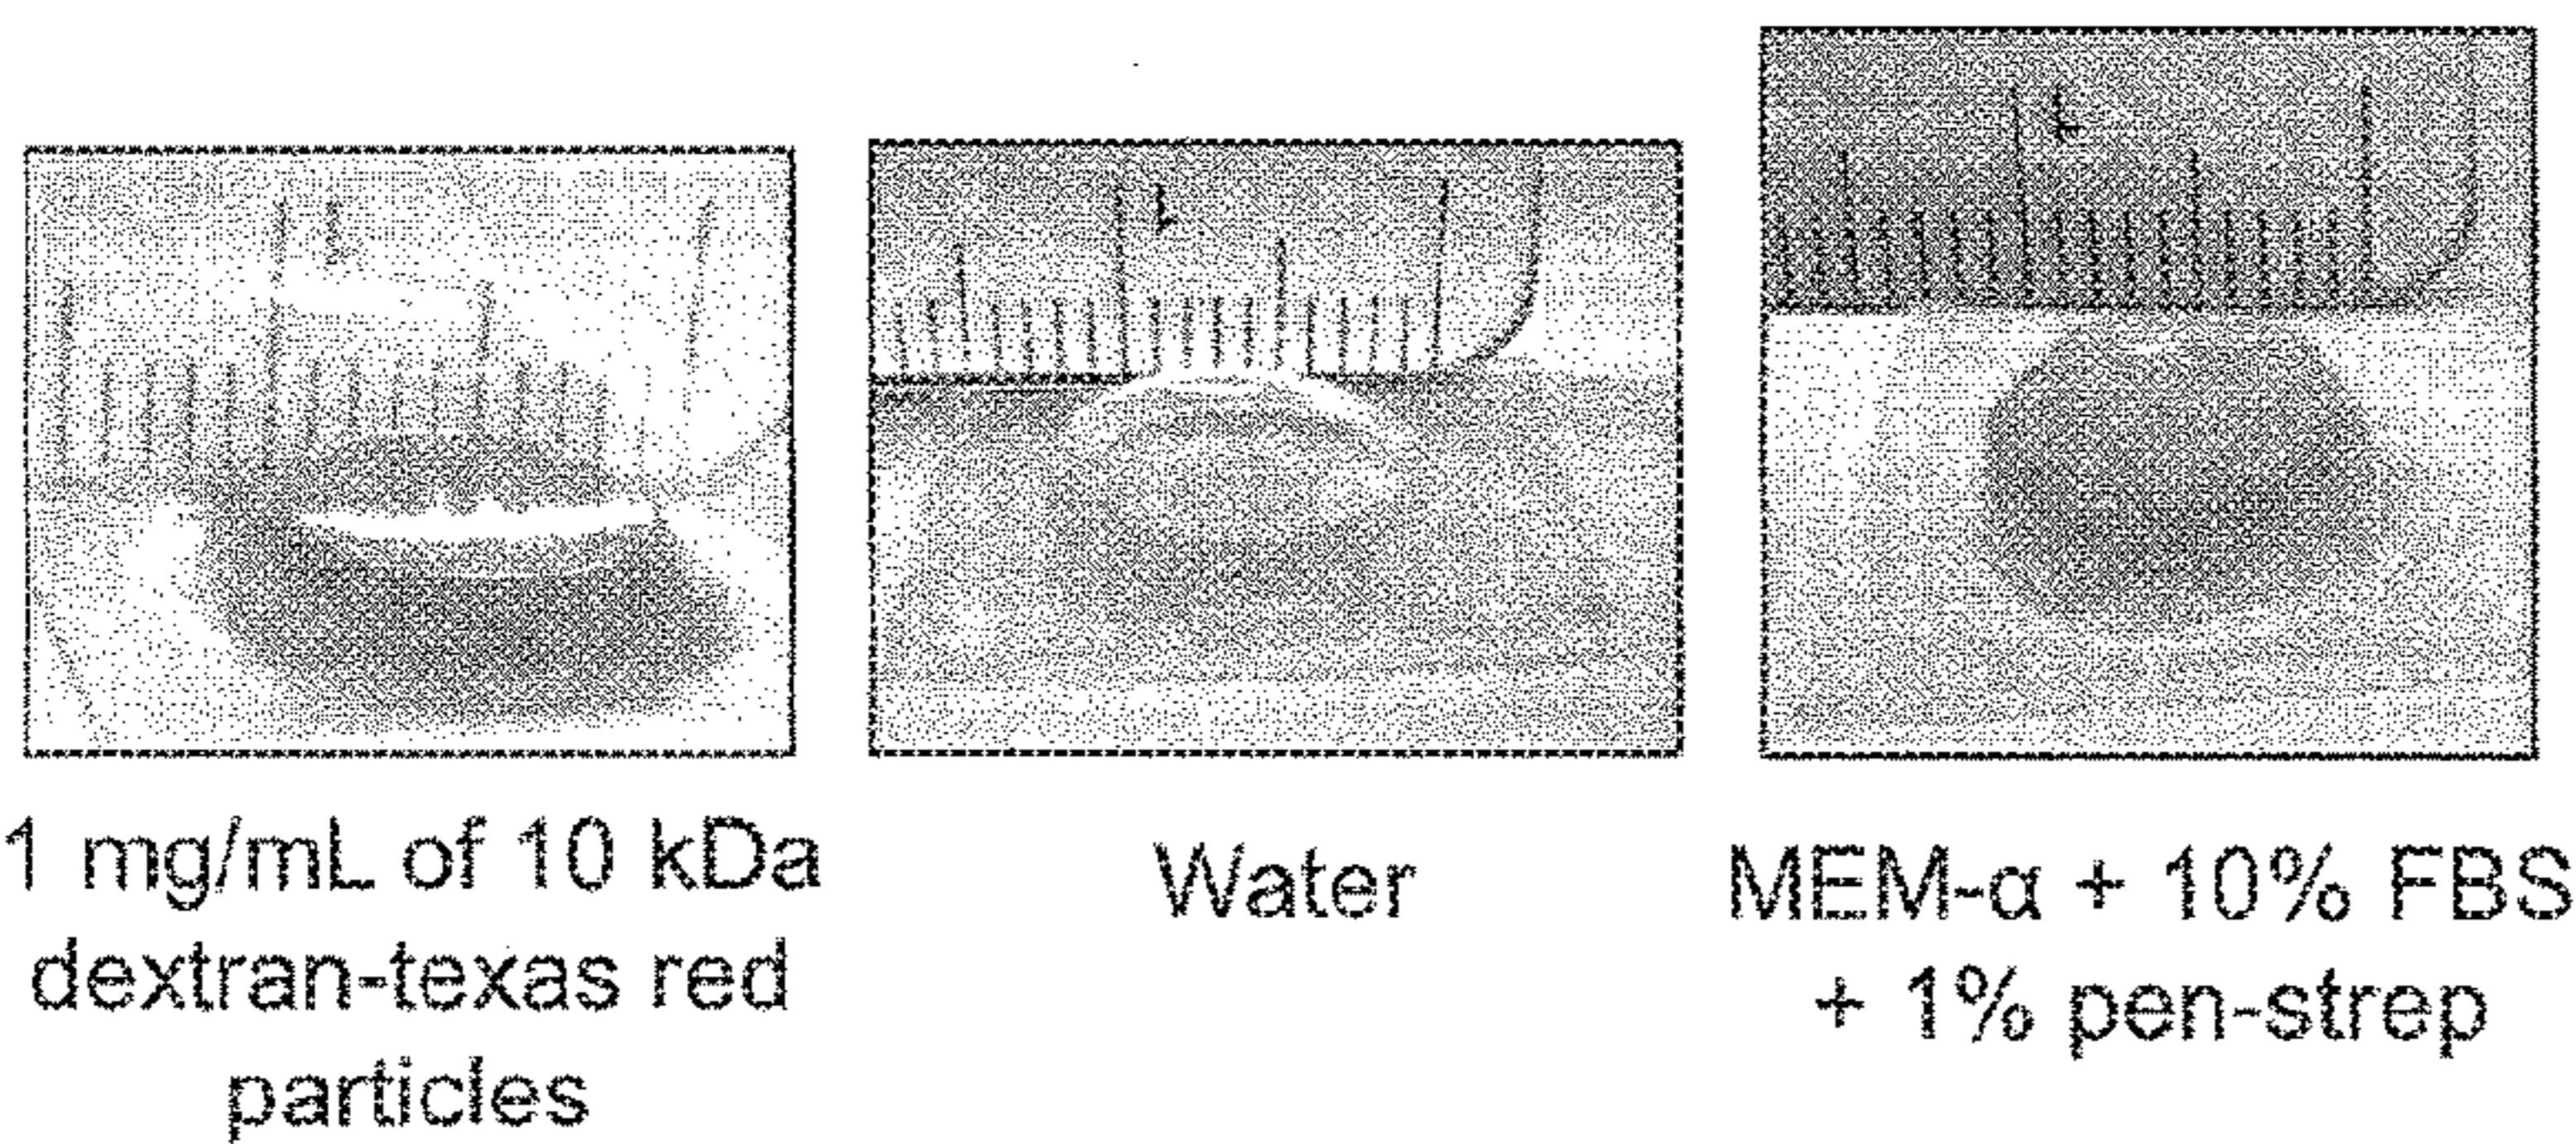 1 mg/mL of 10 kDa
dextran-texas red
particles
Water
MEM-α + 10% FBS
+ 1% pen-strep